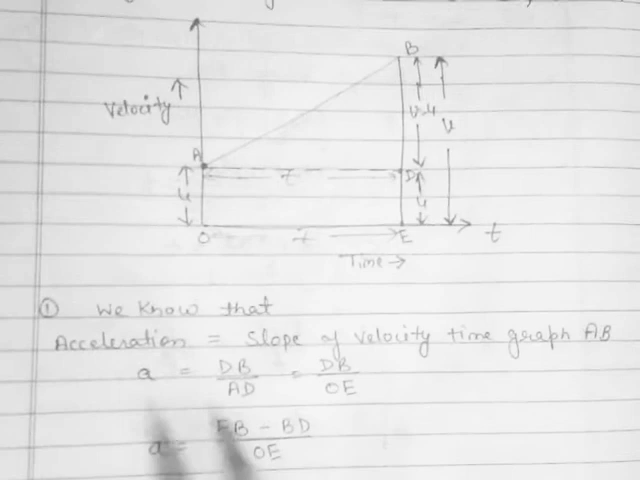 B
Velocity ↑
v-u
v
A
t
D
u
u
O
t
E
t
Time →
① We know that
Acceleration = Slope of velocity time graph AB
a = DB/AD = DB/OE
a = EB - BD/OE